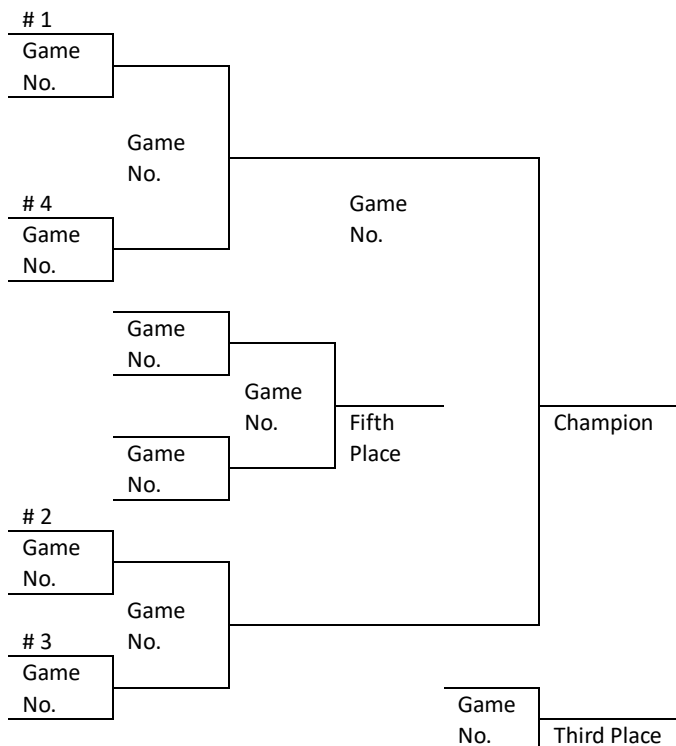 # 1
Game
No.
Game
No.
# 4
Game
No.
Game
No.
Game
No.
Game
No.
Fifth
Place
Champion
Game
No.
# 2
Game
No.
Game
No.
# 3
Game
No.
Game
No.
Third Place